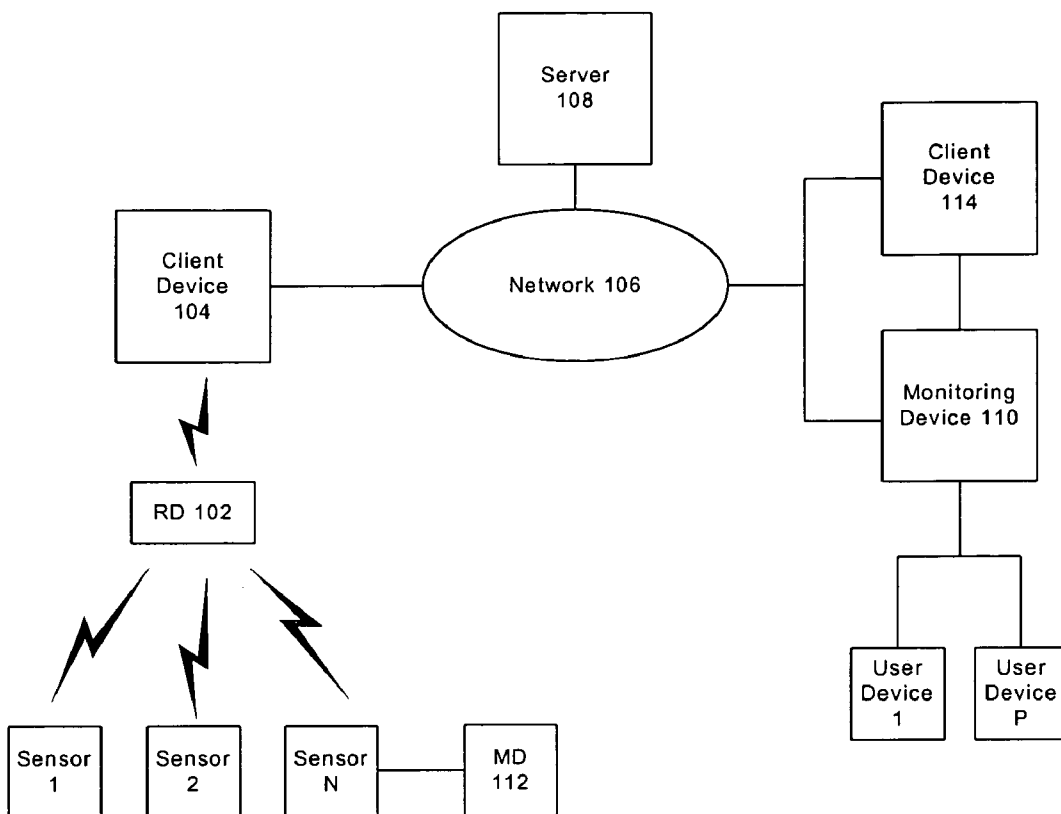 Server
108
Client
Device
114
Client
Device
104
Network 106
Monitoring
Device 110
RD 102
User
Device
1
User
Device
P
Sensor
1
Sensor
2
Sensor
N
MD
112